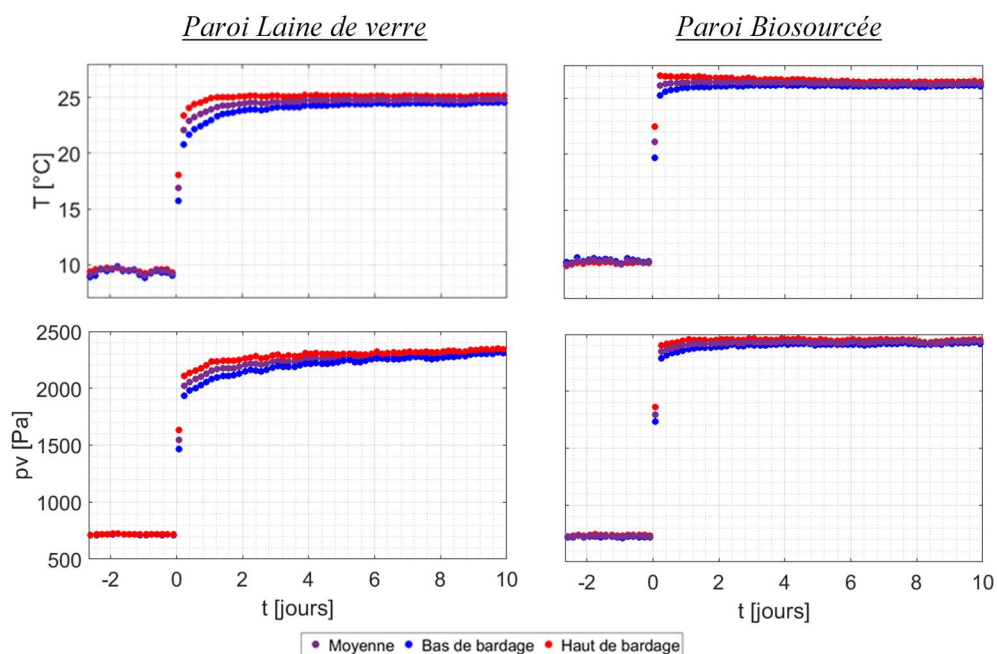 Paroi Laine de verre
Paroi Biosourcée
T [°C]
25
20
15
10
pv [Pa]
2500
2000
1500
1000
500
-2 0 2 4 6 8 10
t [jours]
-2 0 2 4 6 8 10
t [jours]
Moyenne Bas de bardage Haut de bardage